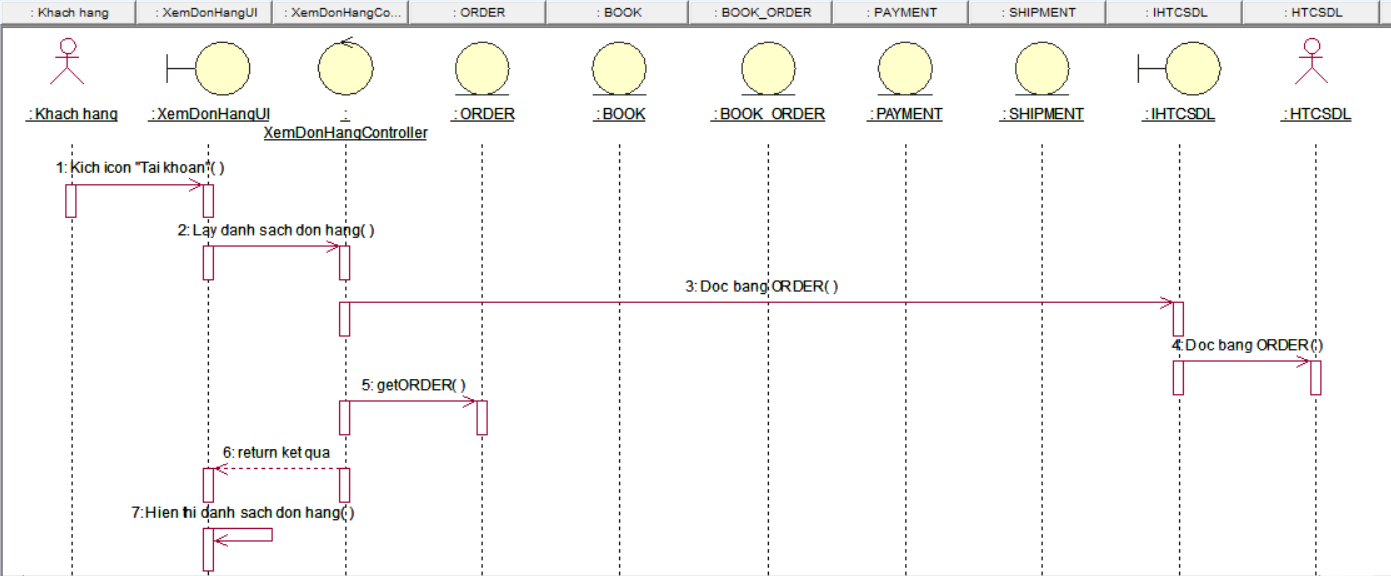 : Khach hang
: XemDonHangUI
: XemDonHangCo...
: ORDER
: BOOK
: BOOK_ORDER
: PAYMENT
: SHIPMENT
: IHTCSDL
: HTCSDL
: Khach hang
: XemDonHangUI
:
XemDonHangController
: ORDER
: BOOK
: BOOK_ORDER
: PAYMENT
: SHIPMENT
: IHTCSDL
: HTCSDL
1: Kich icon "Tai khoan"( )
2: Lay danh sach don hang( )
3: Doc bang ORDER( )
4: Doc bang ORDER( )
5: getORDER( )
6: return ket qua
7: Hien thi danh sach don hang( )